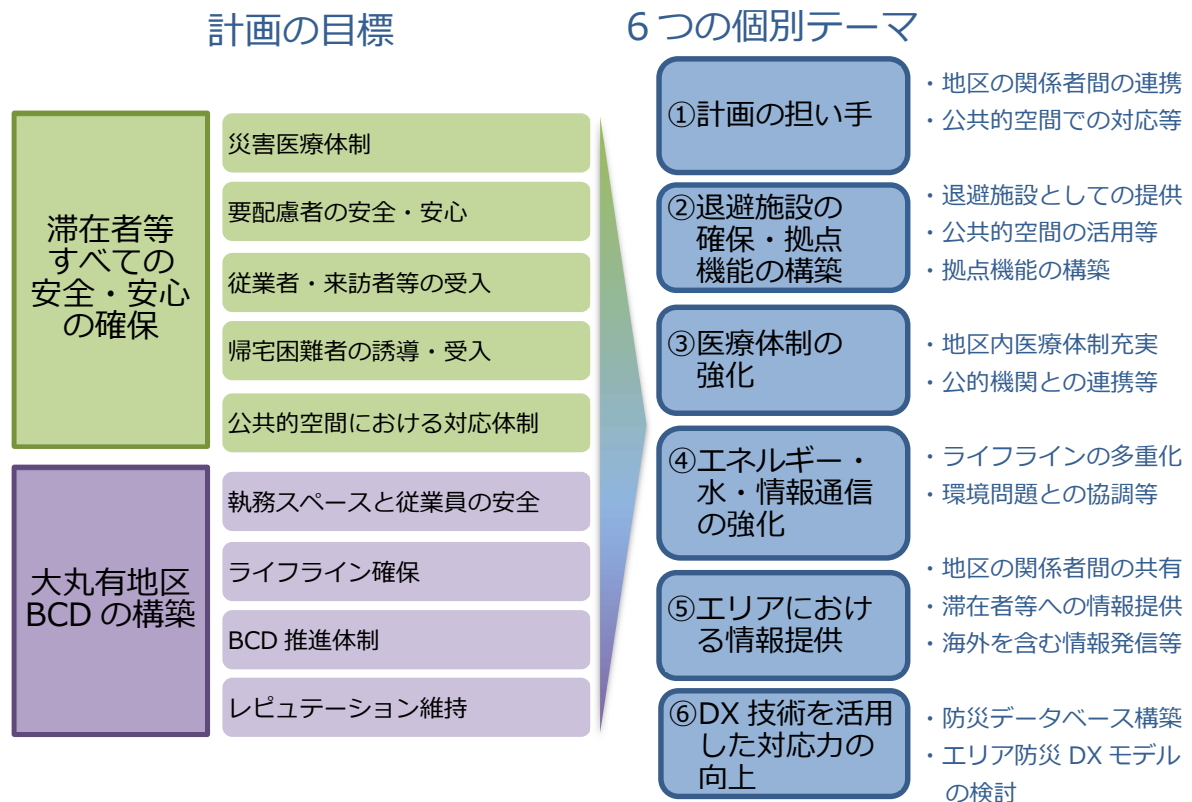 計画の目標
滞在者等
すべての
安全・安心
の確保
災害医療体制
要配慮者の安全・安心
従業者・来訪者等の受入
帰宅困難者の誘導・受入
公共的空間における対応体制
大丸有地区
BCD の構築
執務スペースと従業員の安全
ライフライン確保
BCD 推進体制
レピュテーション維持
6つの個別テーマ
①計画の担い手
・地区の関係者間の連携
・公共的空間での対応等
②退避施設の
確保・拠点
機能の構築
・退避施設としての提供
・公共的空間の活用等
・拠点機能の構築
③医療体制の
強化
・地区内医療体制充実
・公的機関との連携等
④エネルギー・
水・情報通信
の強化
・ライフラインの多重化
・環境問題との協調等
⑤エリアにおけ
る情報提供
・地区の関係者間の共有
・滞在者等への情報提供
・海外を含む情報発信等
⑥DX 技術を活用
した対応力の
向上
・防災データベース構築
・エリア防災 DX モデル
の検討